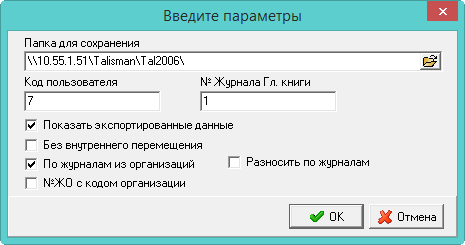 Введите параметры
Папка для сохранения
\\10.55.1.51\Talisman\Tal2006\
Код пользователя № Журнала Гл. книги
7 1
Показать экспортированные данные
Без внутреннего перемещения
По журналам из организаций Разносить по журналам
№ЖО с кодом организации
OK Отмена